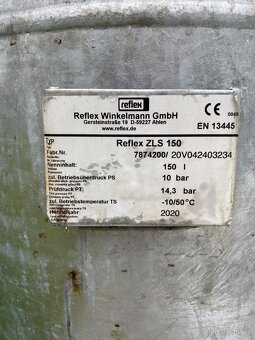 reflex
Reflex Winkelmann GmbH
Gersteinstraße 19 D-59227 Ahlen
www.reflex.de
CE 0045
EN 13445
Typ Reflex ZLS 150
Fabr.Nr. 7874200/ 20V042403234
Nenninhalt: 150 l
zul. Betriebsüberdruck PS 10 bar
Prüfdruck PT 14,3 bar
zul. Betriebstemperatur TS -10/50°C
Herstelljahr 2020